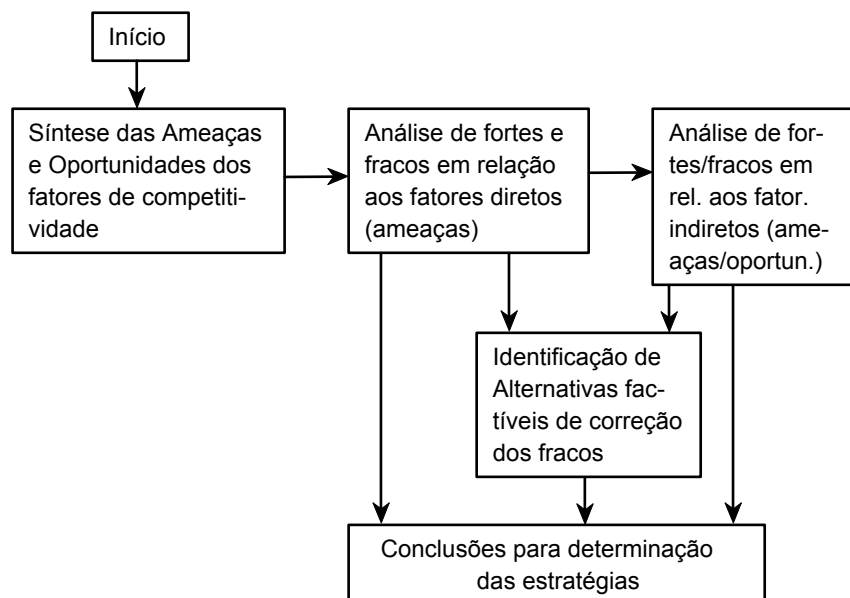 Início
Síntese das Ameaças
e Oportunidades dos
fatores de competiti-
vidade
Análise de fortes e
fracos em relação
aos fatores diretos
(ameaças)
Análise de for-
tes/fracos em
rel. aos fator.
indiretos (ame-
aças/oportun.)
Identificação de
Alternativas fac-
tíveis de correção
dos fracos
Conclusões para determinação
das estratégias